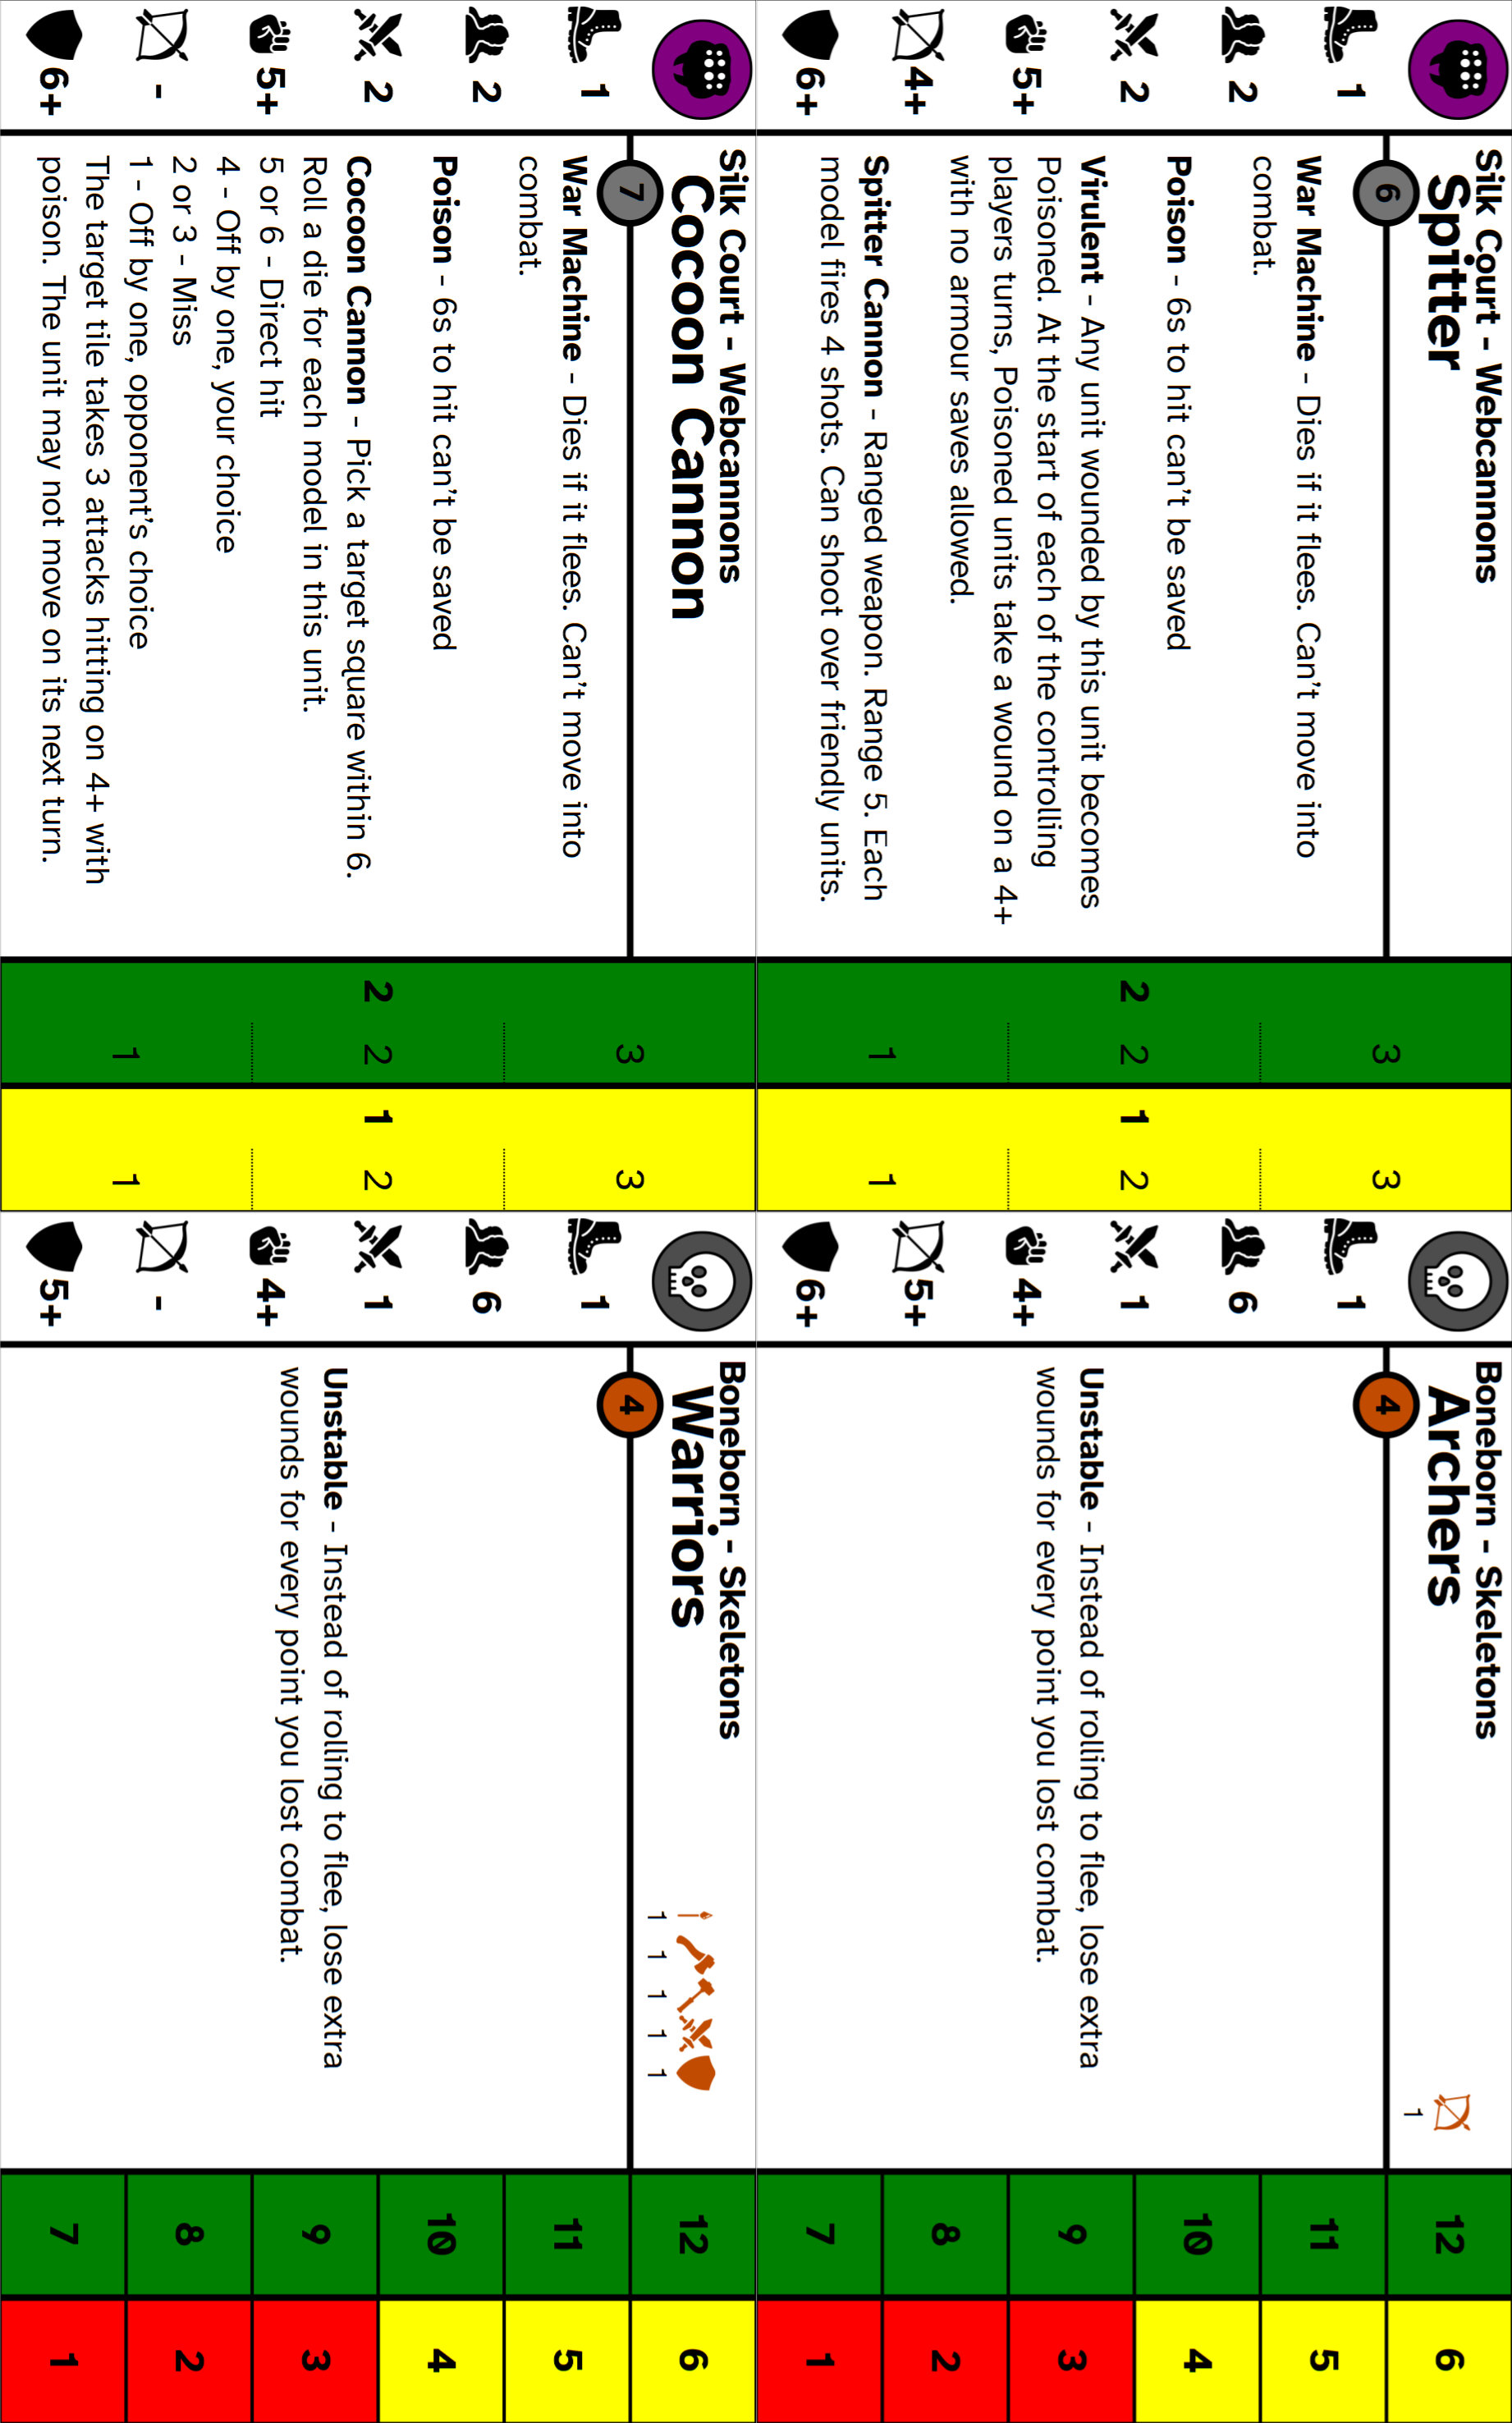 Silk Court - Webcannons
Spitter
6
1
2
2
5+
4+
6+
War Machine - Dies if it flees. Can't move into
combat.
Poison - 6s to hit can't be saved
Virulent - Any unit wounded by this unit becomes
Poisoned. At the start of each of the controlling
players turns, Poisoned units take a wound on a 4+
with no armour saves allowed.
Spitter Cannon - Ranged weapon. Range 5. Each
model fires 4 shots. Can shoot over friendly units.
2
3
2
1
1
3
2
1
Boneborn - Skeletons
Archers
1
4
1
6
1
4+
5+
6+
Unstable - Instead of rolling to flee, lose extra
wounds for every point you lost combat.
12 6
11 5
10 4
9 3
8 2
7 1
Silk Court - Webcannons
Cocoon Cannon
7
1
2
2
5+
-
6+
War Machine - Dies if it flees. Can't move into
combat.
Poison - 6s to hit can't be saved
Cocoon Cannon - Pick a target square within 6.
Roll a die for each model in this unit.
5 or 6 - Direct hit
4 - Off by one, your choice
2 or 3 - Miss
1 - Off by one, opponent's choice
The target tile takes 3 attacks hitting on 4+ with
poison. The unit may not move on its next turn.
2
3
2
1
1
3
2
1
Boneborn - Skeletons
Warriors
1 1 1 1 1
4
1
6
1
4+
-
5+
Unstable - Instead of rolling to flee, lose extra
wounds for every point you lost combat.
12 6
11 5
10 4
9 3
8 2
7 1